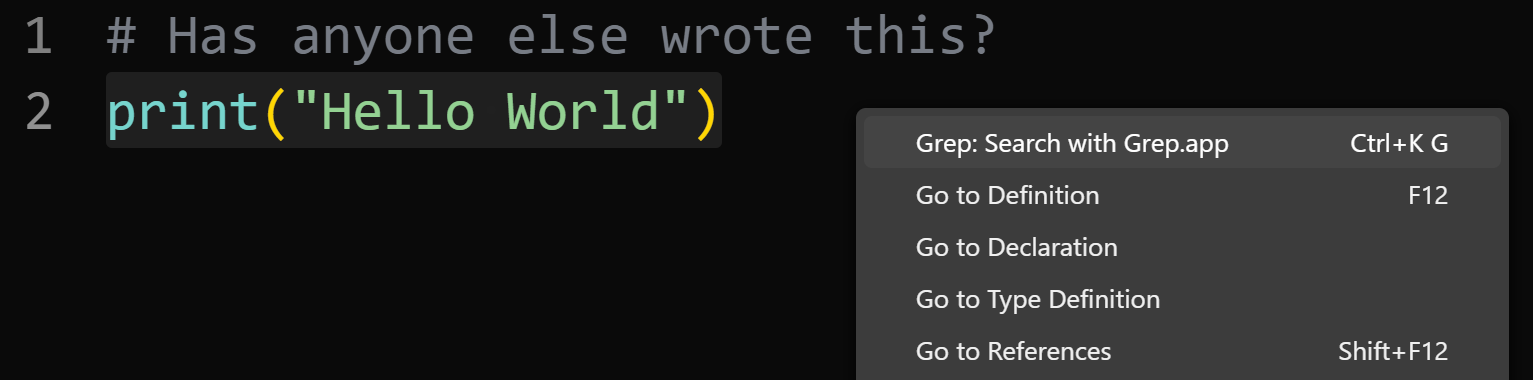 1 # Has anyone else wrote this?
2 print("Hello World")
Grep: Search with Grep.app Ctrl+K G
Go to Definition F12
Go to Declaration
Go to Type Definition
Go to References Shift+F12